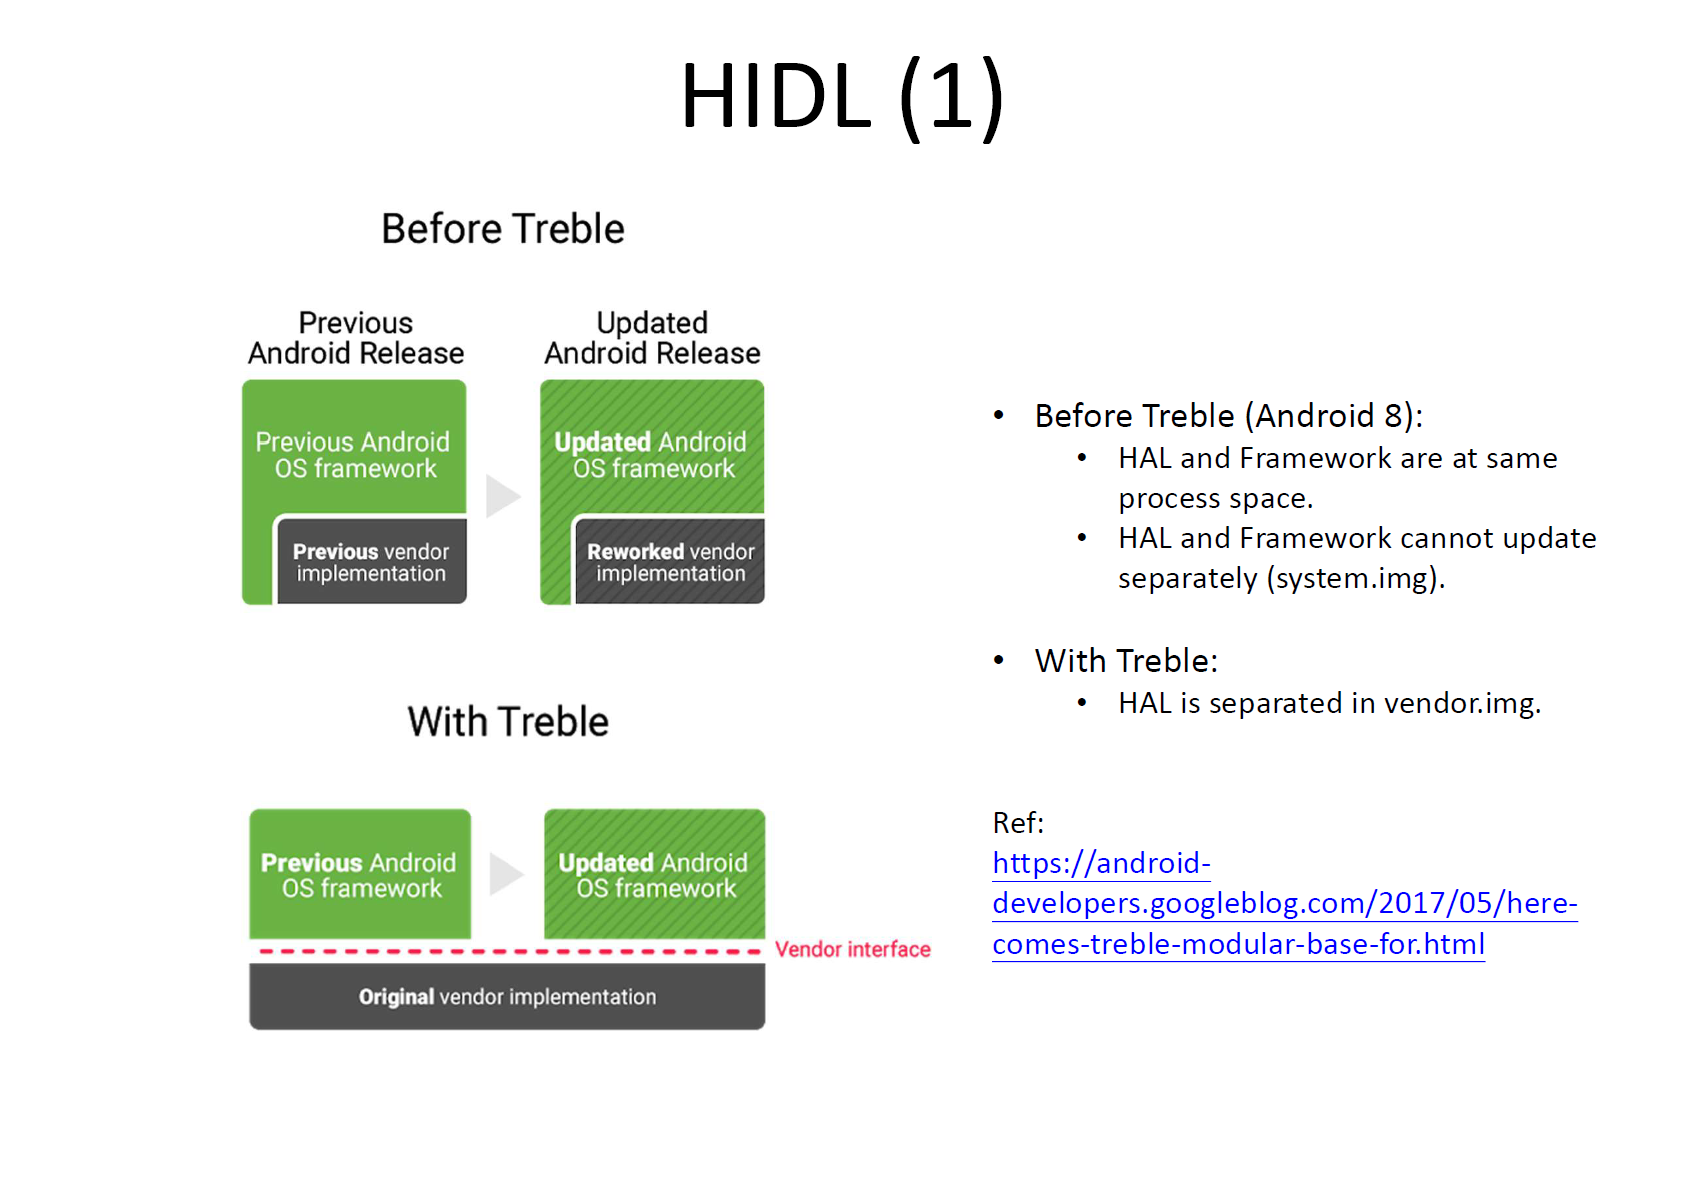 HIDL (1)
Before Treble
Previous
Android Release
Updated
Android Release
Previous Android
OS framework
Updated Android
OS framework
Previous vendor
implementation
Reworked vendor
implementation
With Treble
Previous Android
OS framework
Updated Android
OS framework
Vendor interface
Original vendor implementation
• Before Treble (Android 8):
• HAL and Framework are at same
process space.
• HAL and Framework cannot update
separately (system.img).
• With Treble:
• HAL is separated in vendor.img.
Ref:
https://android-
developers.googleblog.com/2017/05/here-
comes-treble-modular-base-for.html